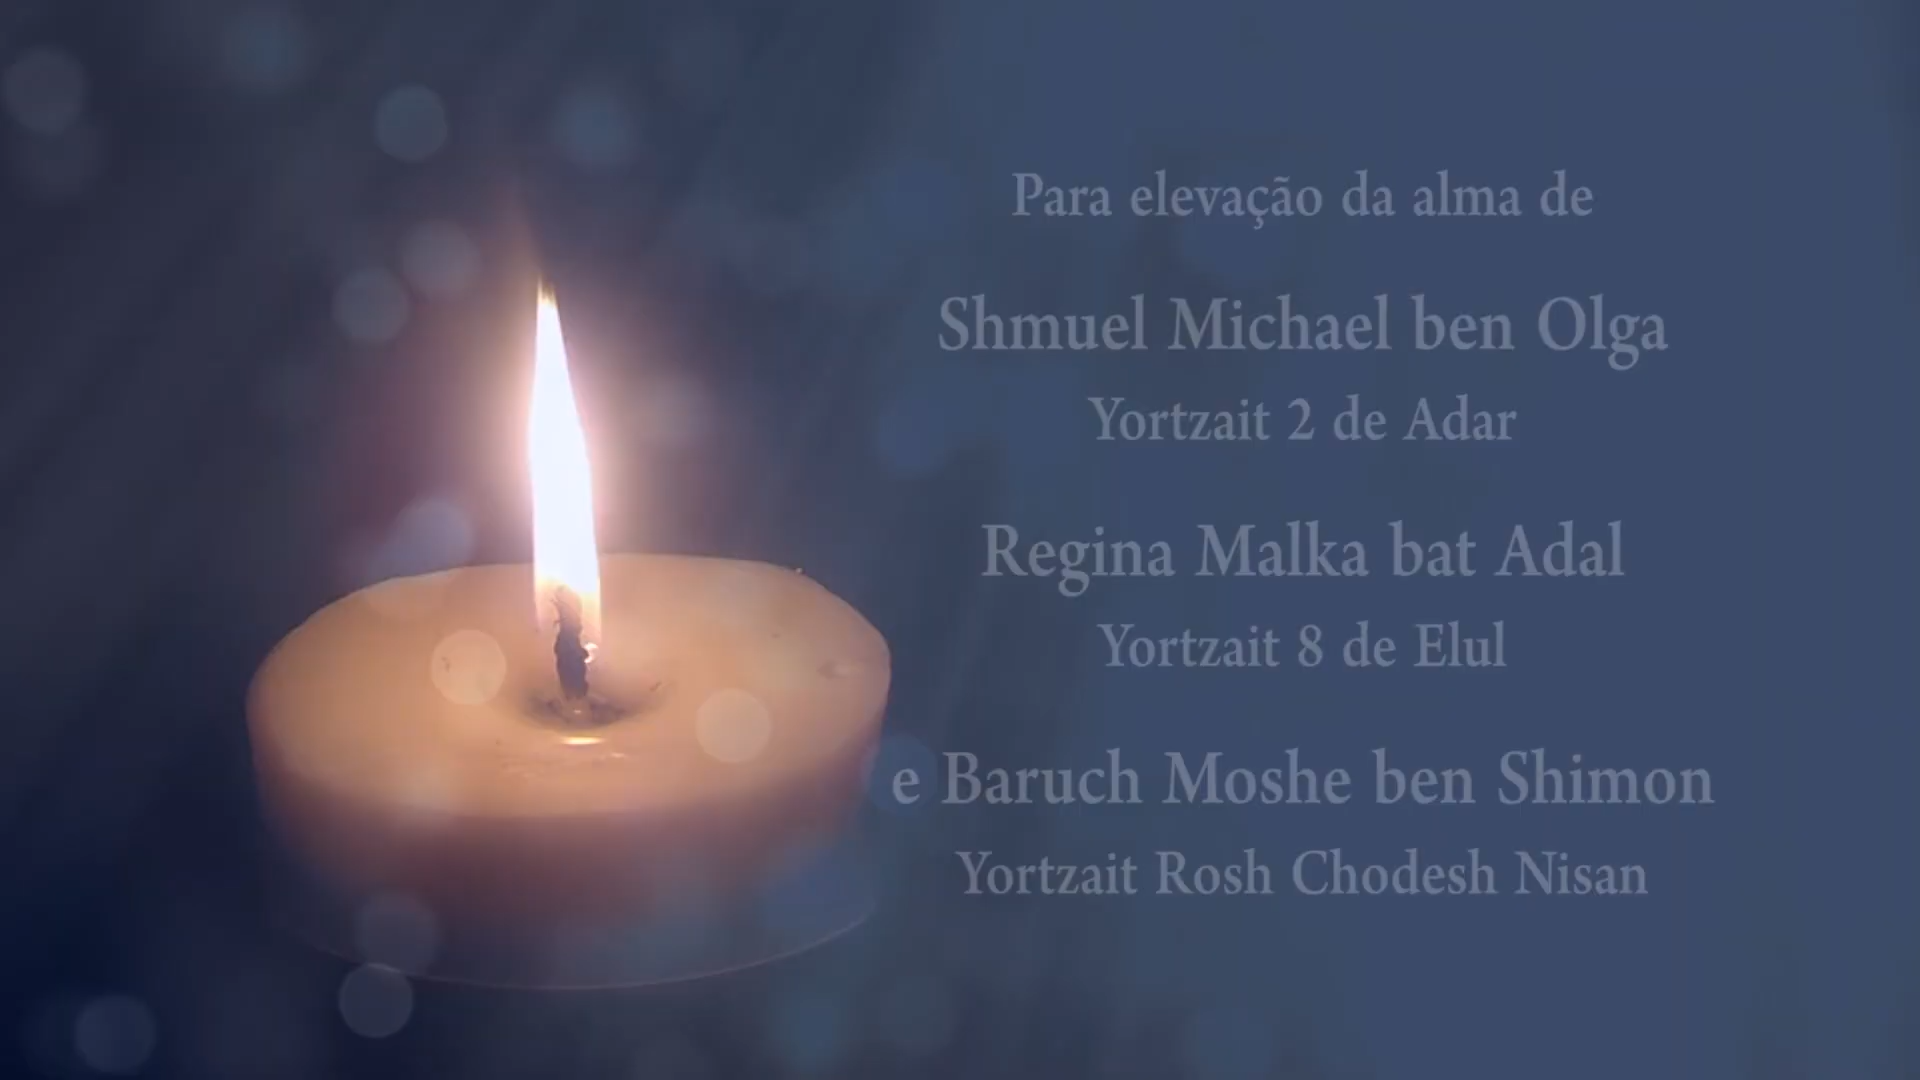 Para elevação da alma de
Shmuel Michael ben Olga
Yortzait 2 de Adar
Regina Malka bat Adal
Yortzait 8 de Elul
e Baruch Moshe ben Shimon
Yortzait Rosh Chodesh Nisan